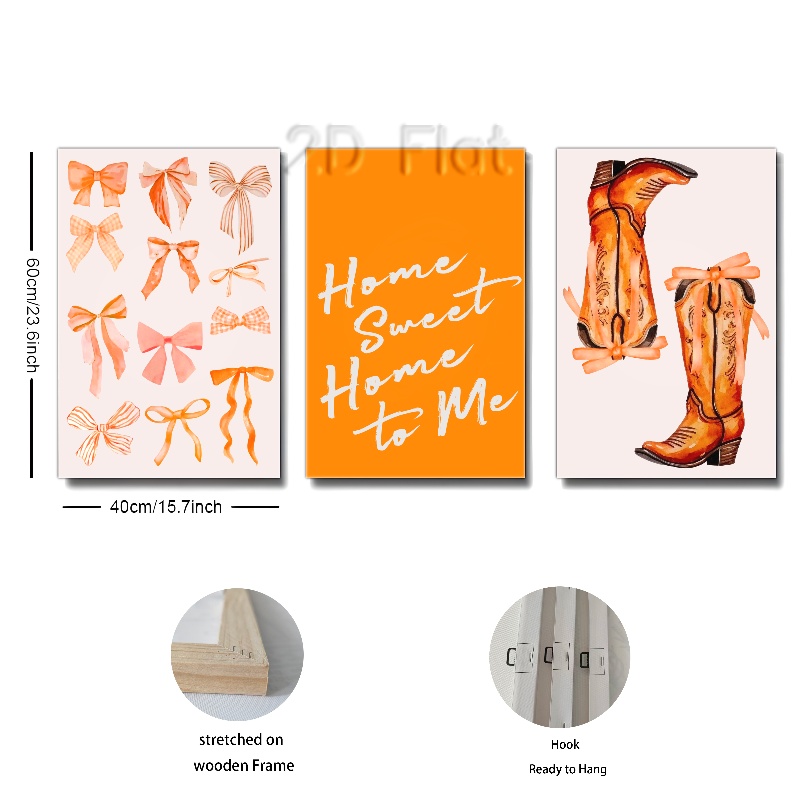 2D Flat
60cm/23.6inch
Home
Sweet
Home
to Me
40cm/15.7inch
stretched on
wooden Frame
Hook
Ready to Hang